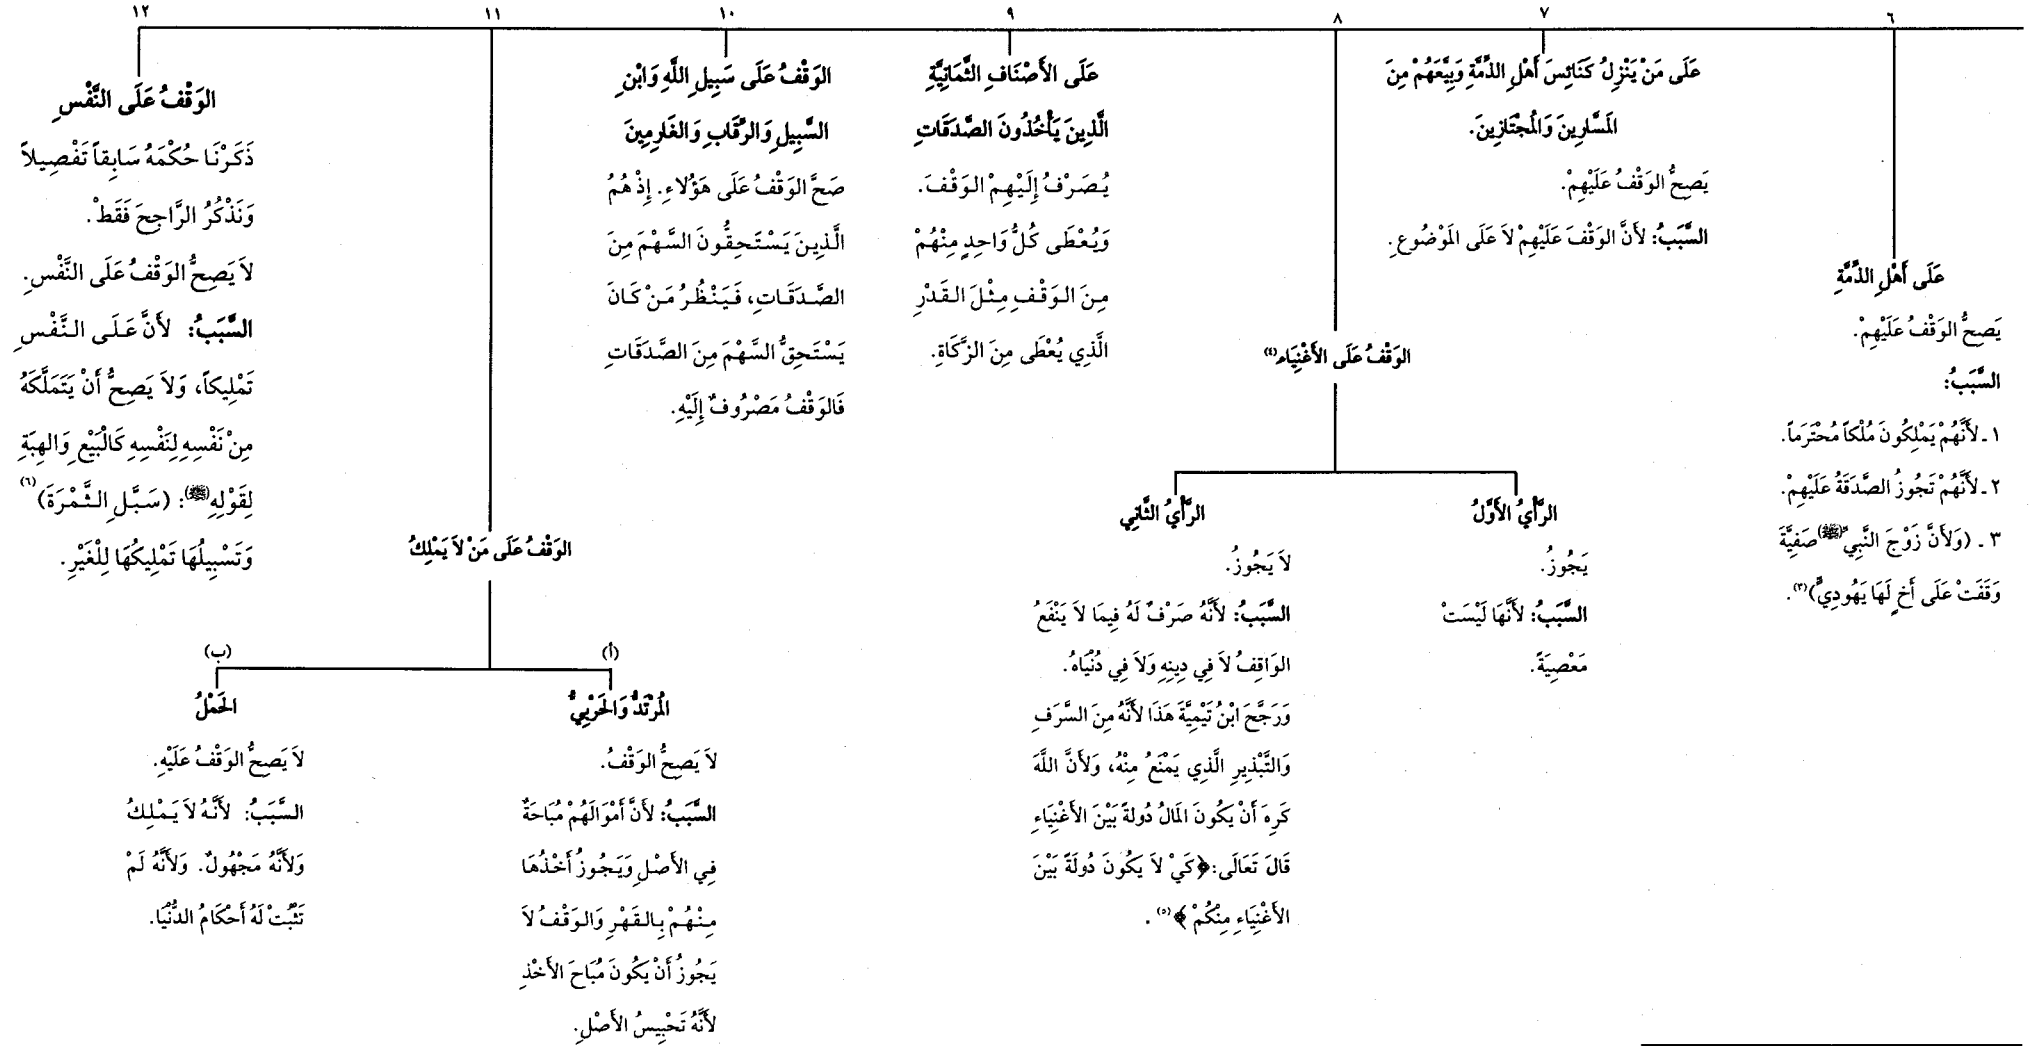 ٦
عَلَى أَهْلِ الذِّمَّةِ
يَصِحُّ الوَقْفُ عَلَيْهِمْ.
السَّبَبُ:
١ ـ لأَنَّهُمْ يَمْلِكُونَ مُلْكاً مُحْتَرَماً.
٢ ـ لأَنَّهُمْ تَجُوزُ الصَّدَقَةُ عَلَيْهِمْ.
٣ ـ (وَلأَنَّ زَوْجَ النَّبِيِّ (ﷺ) صَفِيَّةَ
وَقَفَتْ عَلَى أَخٍ لَهَا يَهُودِيٍّ)(٣).
٧
عَلَى مَنْ يَنْزِلُ كَنَائِسَ أَهْلِ الذِّمَّةِ وَبِيَعَهُمْ مِنَ
المَسَّارِينَ وَالمُجْتَازِينَ.
يَصِحُّ الوَقْفُ عَلَيْهِمْ.
السَّبَبُ: لأَنَّ الوَقْفَ عَلَيْهِمْ لاَ عَلَى المَوْضُوعِ.
٨
الوَقْفُ عَلَى الأَغْنِيَاء(٤)
الرَّأْيُ الأَوَّلُ
يَجُوزُ.
السَّبَبُ: لأَنَّهَا لَيْسَتْ
مَعْصِيَةً.
الرَّأْيُ الثَّانِي
لاَ يَجُوزُ.
السَّبَبُ: لأَنَّهُ صَرْفٌ لَهُ فِيمَا لاَ يَنْفَعُ
الوَاقِفُ لاَ فِي دِينِهِ وَلاَ فِي دُنْيَاهُ.
وَرَجَّحَ ابْنُ تَيْمِيَّةَ هَذَا لأَنَّهُ مِنَ السَّرَفِ
وَالتَّبْذِيرِ الَّذِي يَمْنَعُ مِنْهُ، وَلأَنَّ اللَّهَ
كَرِهَ أَنْ يَكُونَ المَالُ دُولةً بَيْنَ الأَغْنِيَاءِ
قَالَ تَعَالَى: ﴿كَيْ لاَ يَكُونَ دُولَةً بَيْنَ
الأَغْنِيَاءِ مِنْكُمْ﴾(٥).
٩
عَلَى الأَصْنَافِ الثَّمَانِيَّةِ
الَّذِينَ يَأْخُذُونَ الصَّدَقَاتِ
يُصَرْفُ إِلَيْهِمْ الوَقْفَ.
وَيُعْطَى كُلُّ وَاحِدٍ مِنْهُمْ
مِنَ الوَقْفِ مِثْلَ القَدْرِ
الَّذِي يُعْطَى مِنَ الزَّكَاةِ.
١٠
الوَقْفُ عَلَى سَبِيلِ اللَّهِ وَابْنِ
السَّبِيلِ وَالرِّقَابِ وَالغَارِمِينَ
صَحَّ الوَقْفُ عَلَى هَؤُلاءِ. إِذْ هُمُ
الَّذِينَ يَسْتَحِقُّونَ السَّهْمَ مِنَ
الصَّدَقَاتِ، فَيَنْظُرُ مَنْ كَانَ
يَسْتَحِقُّ السَّهْمَ مِنَ الصَّدَقَاتِ
فَالوَقْفُ مَصْرُوفٌ إِلَيْهِ.
١١
الوَقْفُ عَلَى مَنْ لاَ يَمْلِكُ
(أ)
المُرْتَدُّ وَالحَرْبِيُّ
لاَ يَصِحُّ الوَقْفُ.
السَّبَبُ: لأَنَّ أَمْوَالَهُمْ مُبَاحَةٌ
فِي الأَصْلِ وَيَجُوزُ أَخْذُهَا
مِنْهُمْ بِالقَهْرِ وَالوَقْفُ لاَ
يَجُوزُ أَنْ يَكُونَ مُبَاحَ الأَخْذِ
لأَنَّهُ تَحْبِيسُ الأَصْلِ.
(ب)
الحَمْلُ
لاَ يَصِحُّ الوَقْفُ عَلَيْهِ.
السَّبَبُ: لأَنَّهُ لاَ يَمْلِكُ
وَلأَنَّهُ مَجْهُولٌ. وَلأَنَّهُ لَمْ
تَثْبُتْ لَهُ أَحْكَامُ الدُّنْيَا.
١٢
الوَقْفُ عَلَى النَّفْسِ
ذَكَرْنَا حُكْمَهُ سَابِقاً تَفْصِيلاً
وَنَذْكُرُ الرَّاجِحَ فَقَطْ.
لاَ يَصِحُّ الوَقْفُ عَلَى النَّفْسِ.
السَّبَبُ: لأَنَّ عَلَى النَّفْسِ
تَمْلِيكاً، وَلاَ يَصِحُّ أَنْ يَتَمَلَّكَهُ
مِنْ نَفْسِهِ لِنَفْسِهِ كَالْبَيْعِ وَالهِبَةِ
لِقَوْلِهِ (ﷺ): (سَبِّلِ الثَّمْرَةَ)(٦)
وَتَسْبِيلُهَا تَمْلِيكُهَا لِلْغَيْرِ.